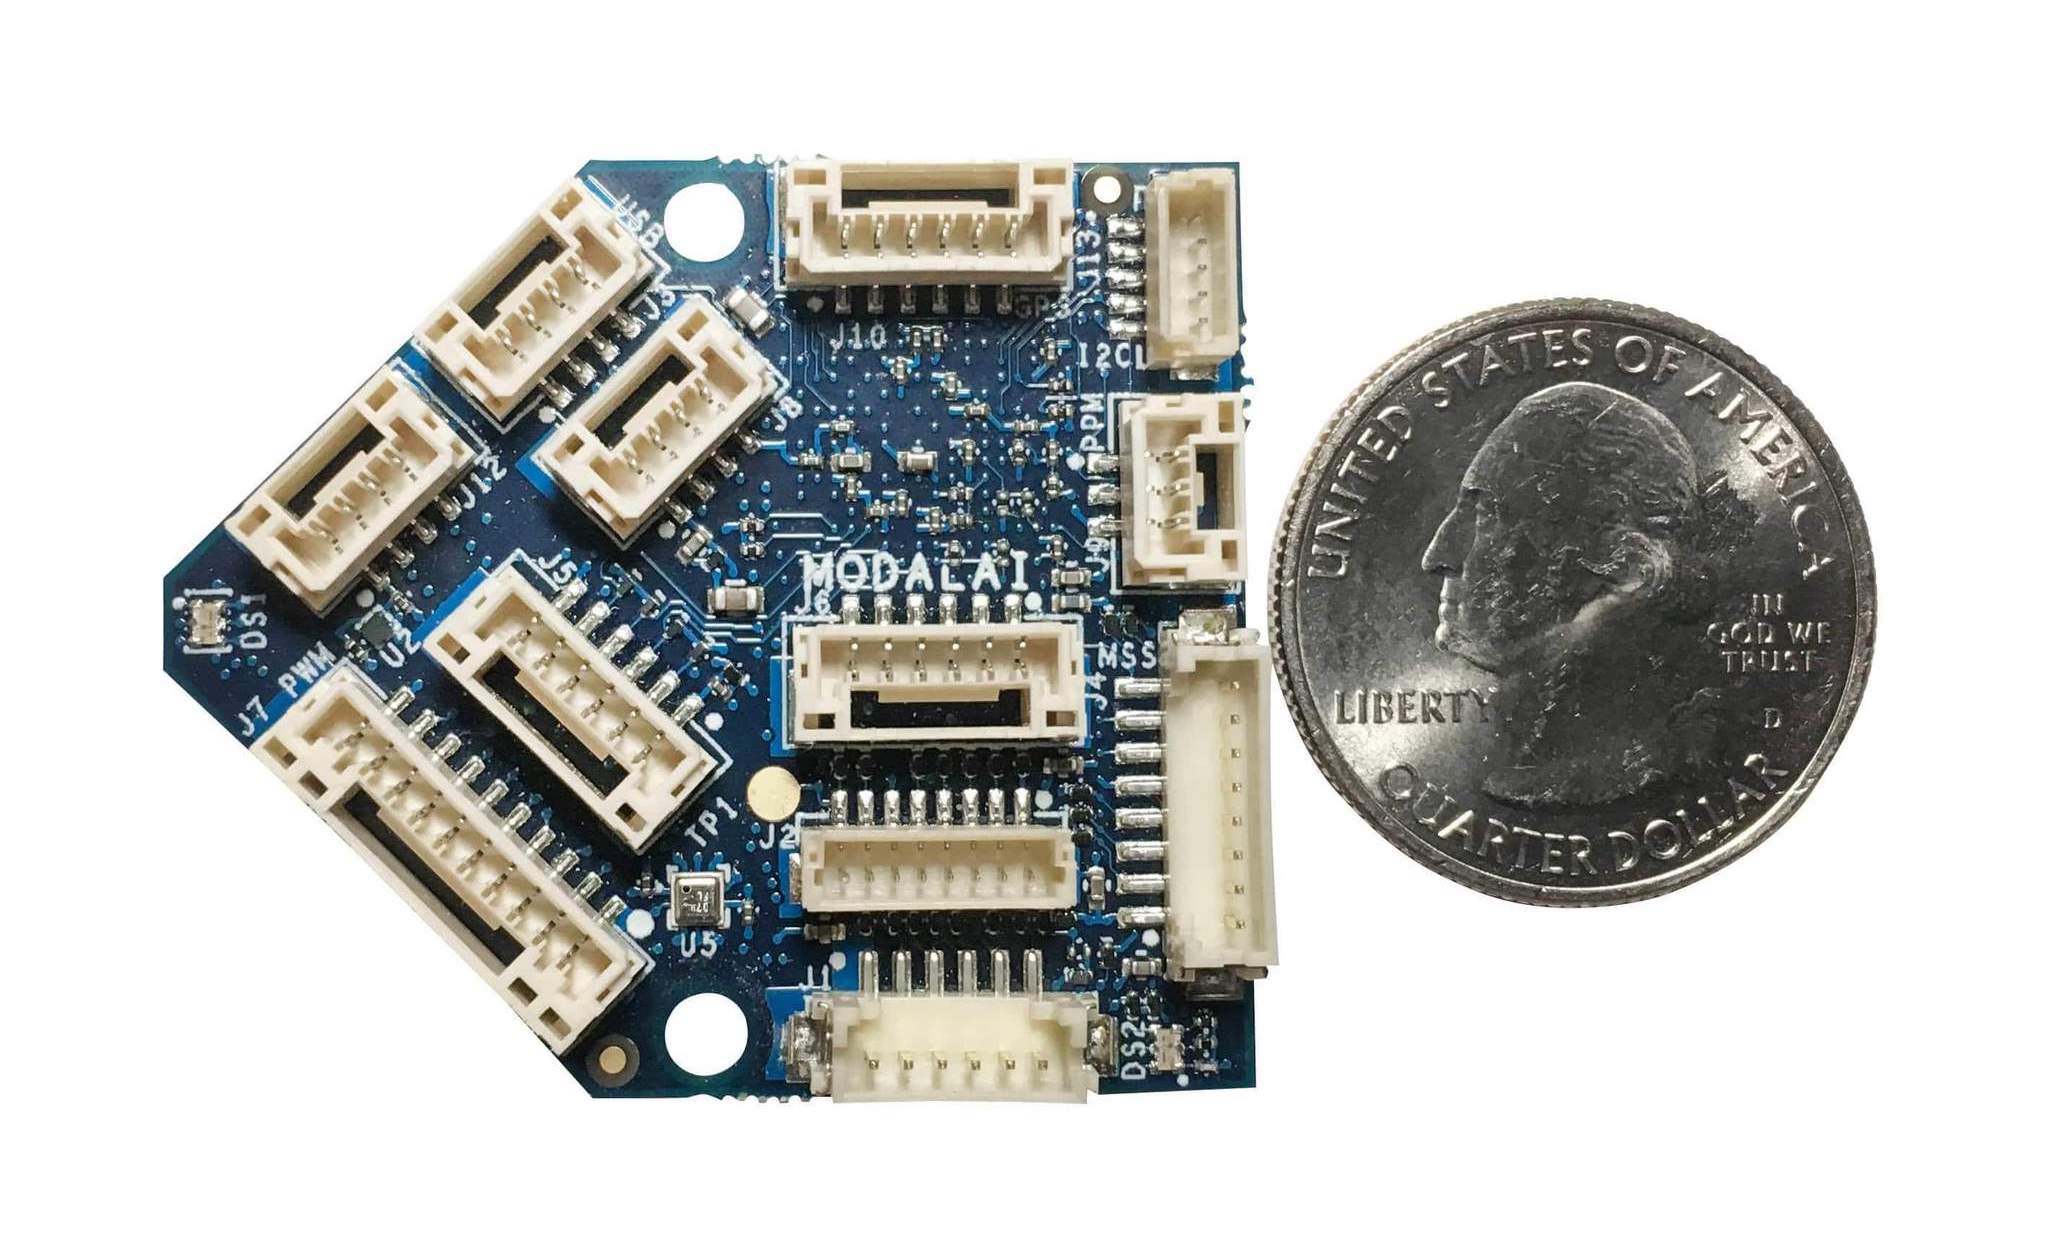 USB
J3
J10
GPS
J13
I2C1
J8
PPM
J9
J12
MODALAI
J5
J6
DS1
U2
J7 PWM
MSS
J4
TP1
J2
U5
J1
DS2
UNITED STATES OF AMERICA
LIBERTY
IN
GOD WE
TRUST
D
QUARTER DOLLAR